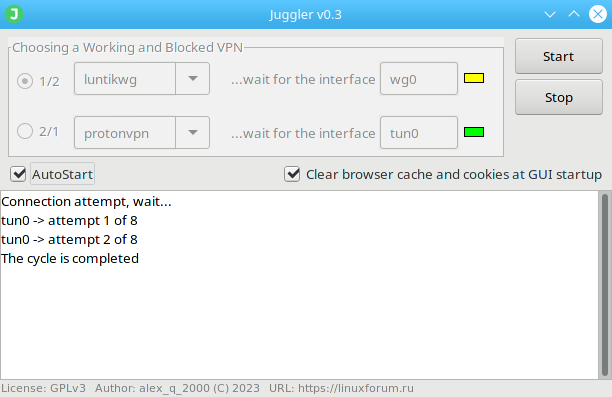 J Juggler v0.3
Choosing a Working and Blocked VPN
1/2 luntikwg ...wait for the interface wg0
Start
2/1 protonvpn ...wait for the interface tun0
Stop
AutoStart Clear browser cache and cookies at GUI startup
Connection attempt, wait...
tun0 -> attempt 1 of 8
tun0 -> attempt 2 of 8
The cycle is completed
License: GPLv3 Author: alex_q_2000 (C) 2023 URL: https://linuxforum.ru